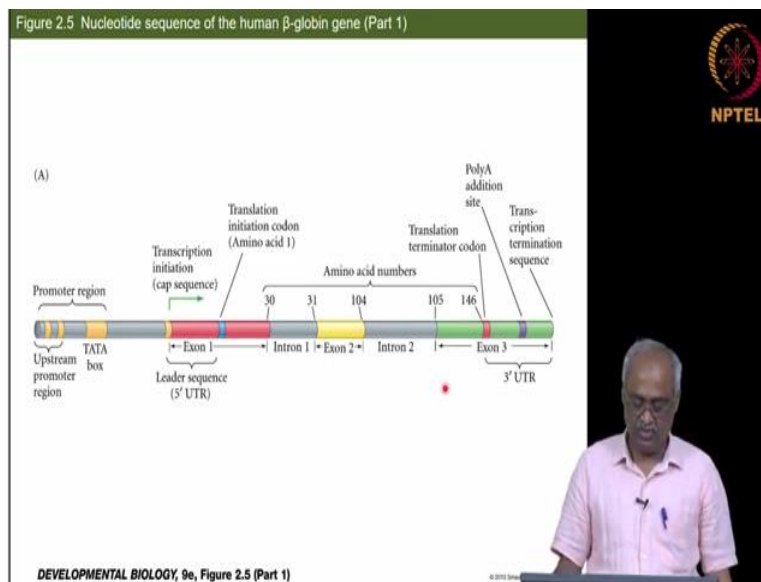 Figure 2.5 Nucleotide sequence of the human β-globin gene (Part 1)
NPTEL
(A)
PolyA
addition
site
Translation
initiation codon
(Amino acid 1)
Trans-
cription
termination
sequence
Translation
terminator codon
Transcription
initiation
(cap sequence)
Amino acid numbers
Promoter region
30
31
104
105
146
Upstream
promoter
region
TATA
box
Exon 1
Intron 1
Exon 2
Intron 2
Exon 3
Leader sequence
(5′ UTR)
3′ UTR
DEVELOPMENTAL BIOLOGY, 9e, Figure 2.5 (Part 1)